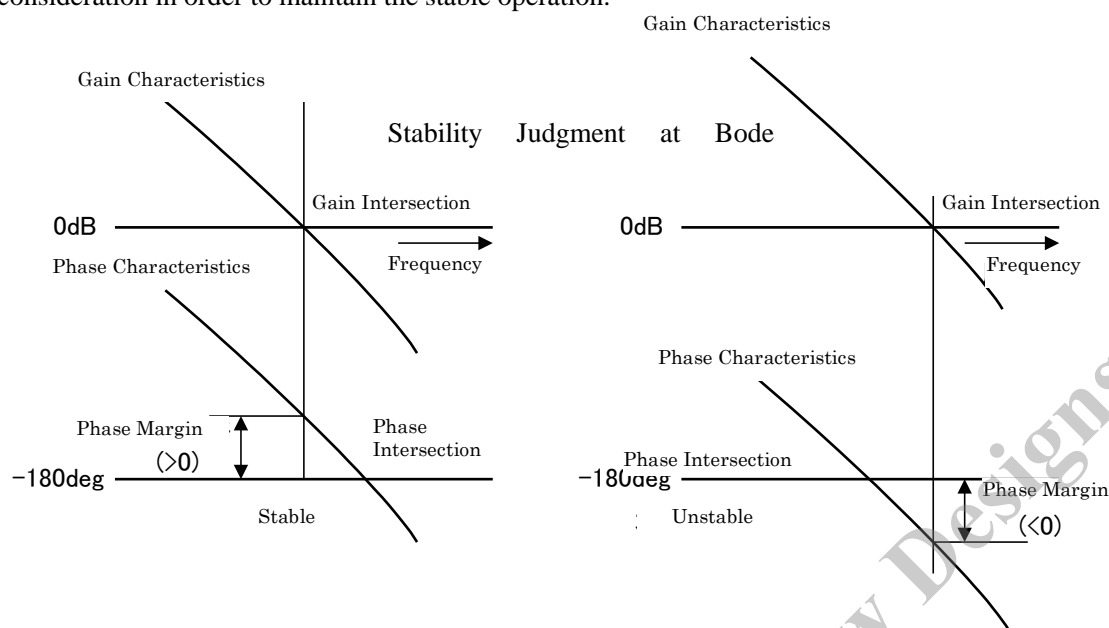 consideration in order to maintain the stable operation.
Gain Characteristics
Gain Characteristics
Stability Judgment at Bode
Gain Intersection
0dB
Frequency
Phase Characteristics
Phase Margin
(>0)
Phase
Intersection
-180deg
Stable
Gain Intersection
0dB
Frequency
Phase Characteristics
Phase Intersection
-180deg
Phase Margin
(<0)
Unstable
Designs